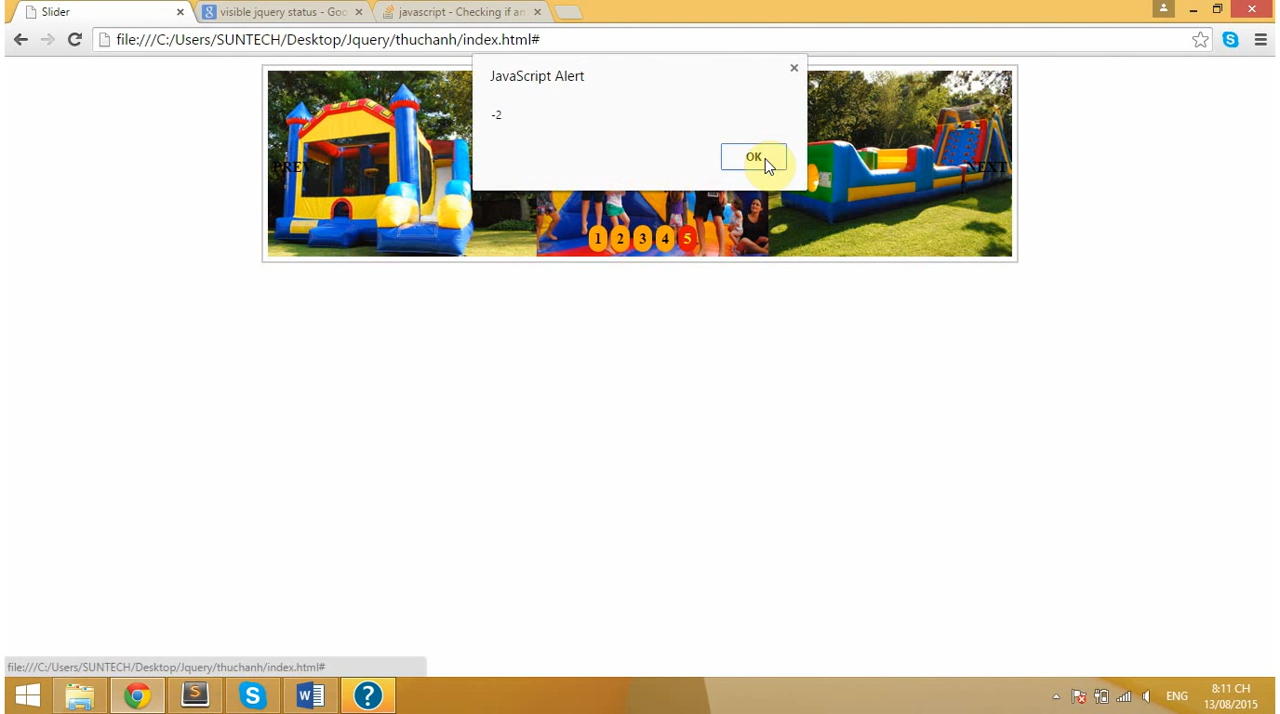 Slider
visible jquery status - Goo
javascript - Checking if an
file:///C:/Users/SUNTECH/Desktop/Jquery/thuchanh/index.html#
JavaScript Alert
-2
OK
PREV
NEXT
1 2 3 4 5
file:///C:/Users/SUNTECH/Desktop/Jquery/thuchanh/index.html#
ENG
8:11 CH
13/08/2015